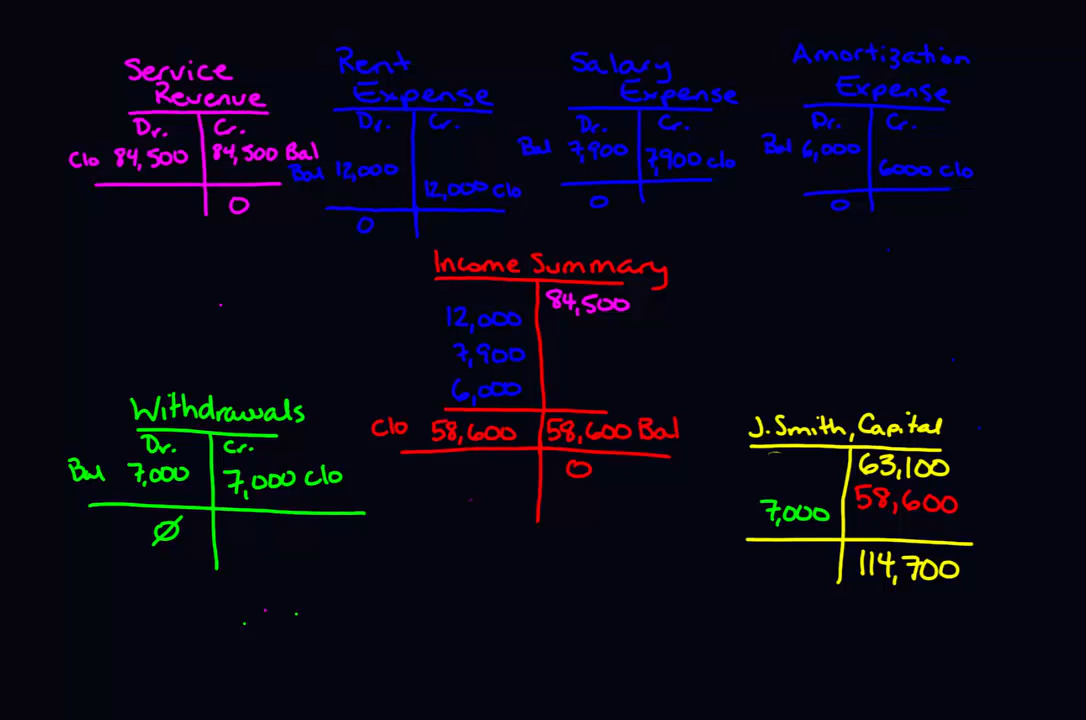 Service
Revenue
Dr. Cr.
Clo 84,500 84,500 Bal
0
Rent
Expense
Dr. Cr.
Bal 12,000
12,000 Clo
0
Salary
Expense
Dr. Cr.
Bal 7,900
7,900 Clo
0
Amortization
Expense
Dr. Cr.
Bal 6,000
6000 Clo
0
Income Summary
84,500
12,000
7,900
6,000
Clo 58,600 58,600 Bal
0
Withdrawals
Dr. Cr.
Bal 7,000 7,000 Clo
0
J. Smith, Capital
63,100
58,600
7,000
114,700